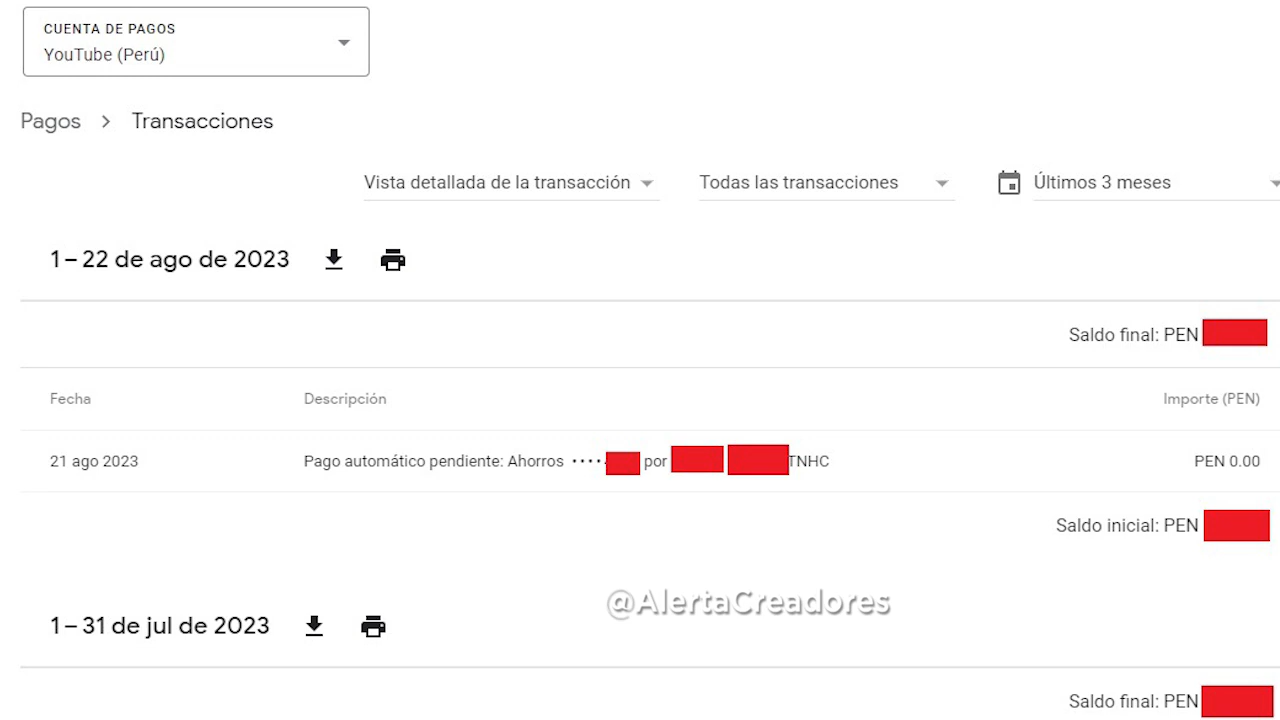 CUENTA DE PAGOS
YouTube (Perú)
Pagos > Transacciones
Vista detallada de la transacción Todas las transacciones Últimos 3 meses
1 – 22 de ago de 2023
Saldo final: PEN
Fecha Descripción Importe (PEN)
21 ago 2023 Pago automático pendiente: Ahorros ···· por TNHC PEN 0.00
Saldo inicial: PEN
@AlertaCreadores
1 – 31 de jul de 2023
Saldo final: PEN